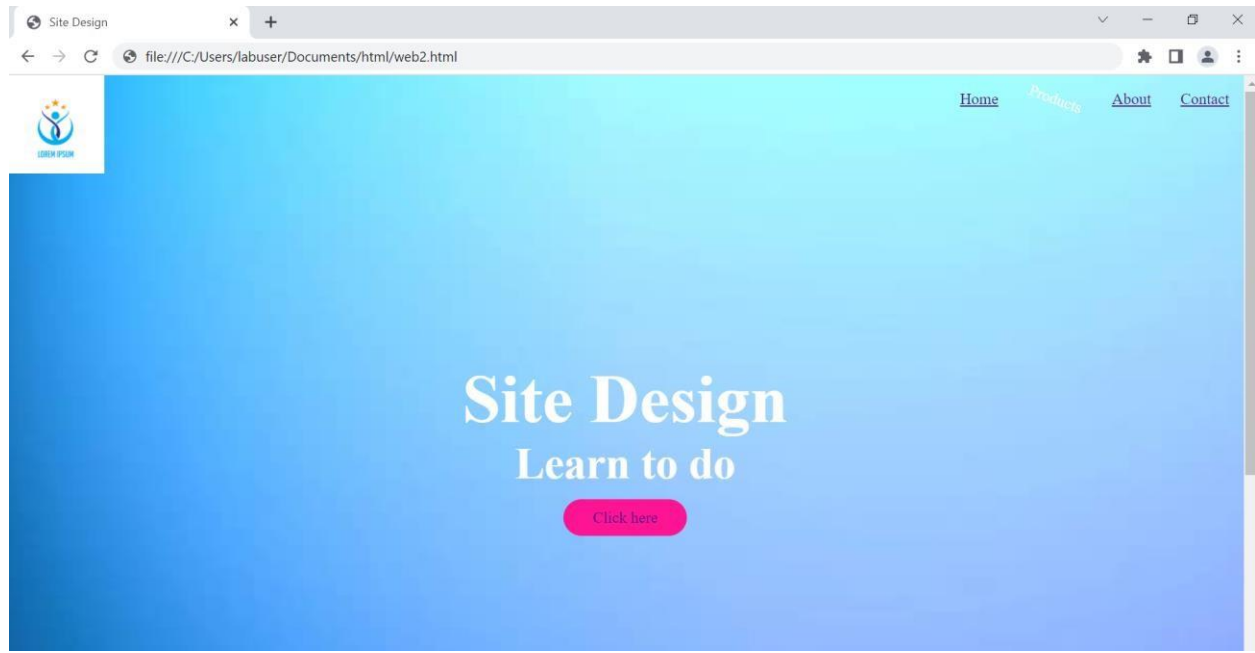 Site Design
file:///C:/Users/labuser/Documents/html/web2.html
LOREM IPSUM
Home Products About Contact
Site Design
Learn to do
Click here